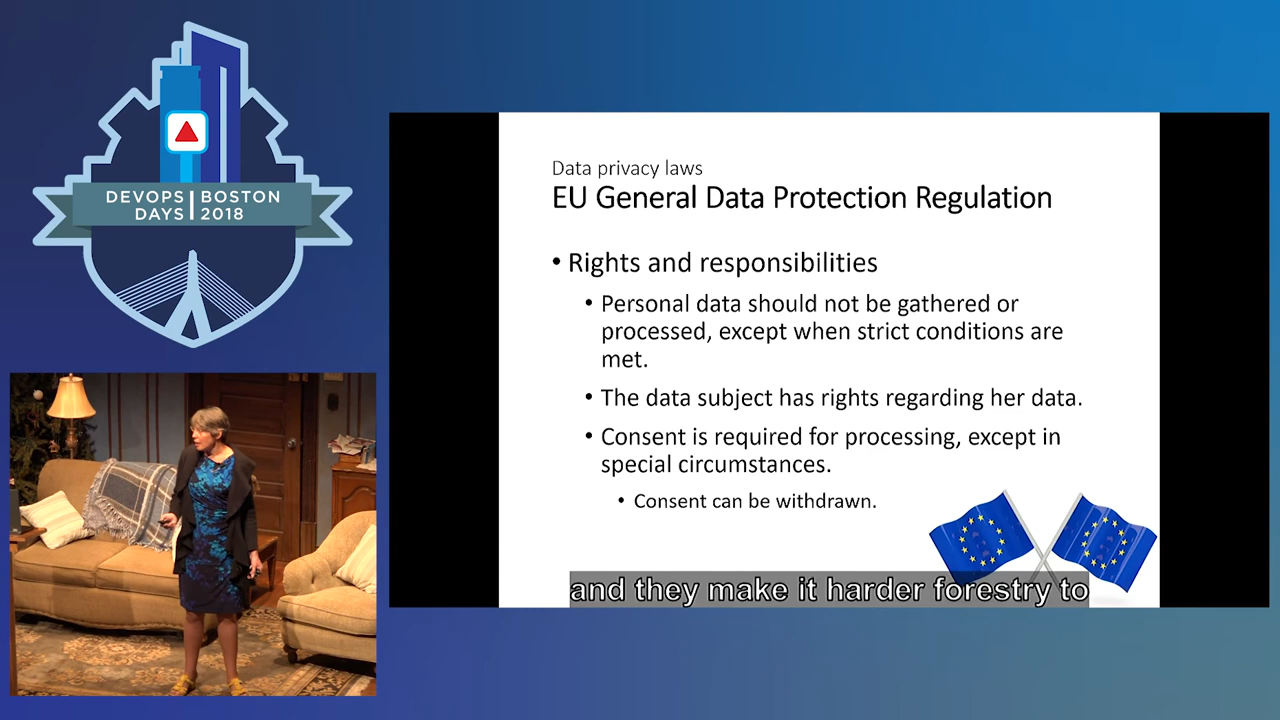 DEVOPS BOSTON
DAYS 2018
Data privacy laws
EU General Data Protection Regulation
• Rights and responsibilities
• Personal data should not be gathered or
processed, except when strict conditions are
met.
• The data subject has rights regarding her data.
• Consent is required for processing, except in
special circumstances.
• Consent can be withdrawn.
and they make it harder forestry to